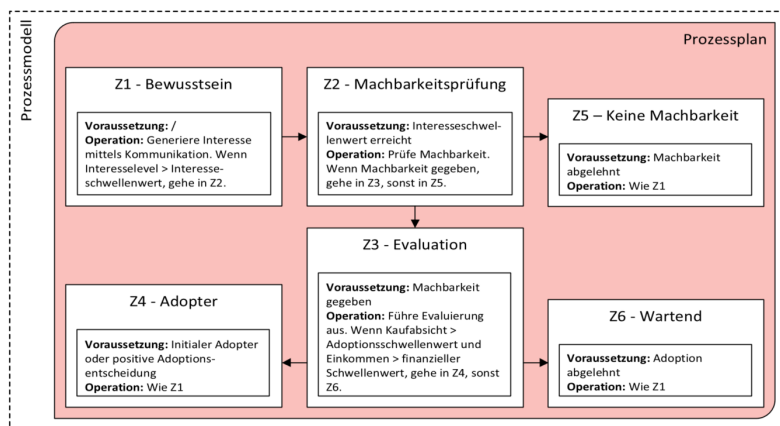 Prozessmodell
Prozessplan
Z1 - Bewusstsein
Voraussetzung: /
Operation: Generiere Interesse
mittels Kommunikation. Wenn
Interesselevel > Interesse-
schwellenwert, gehe in Z2.
Z2 - Machbarkeitsprüfung
Voraussetzung: Interesseschwel-
lenwert erreicht
Operation: Prüfe Machbarkeit.
Wenn Machbarkeit gegeben,
gehe in Z3, sonst in Z5.
Z5 – Keine Machbarkeit
Voraussetzung: Machbarkeit
abgelehnt
Operation: Wie Z1
Z3 - Evaluation
Voraussetzung: Machbarkeit
gegeben
Operation: Führe Evaluierung
aus. Wenn Kaufabsicht >
Adoptionsschwellenwert und
Einkommen > finanzieller
Schwellenwert, gehe in Z4, sonst
Z6.
Z4 - Adopter
Voraussetzung: Initialer Adopter
oder positive Adoptions-
entscheidung
Operation: Wie Z1
Z6 - Wartend
Voraussetzung: Adoption
abgelehnt
Operation: Wie Z1